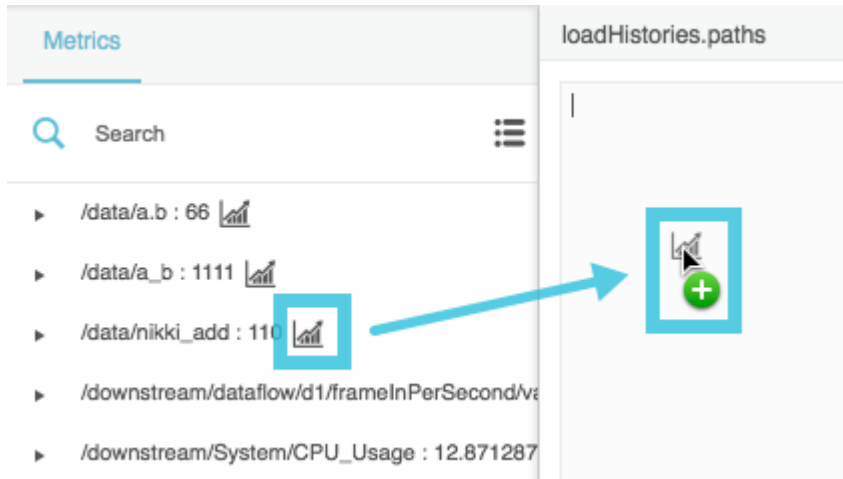 Metrics
loadHistories.paths
Search
/data/a.b : 66
/data/a_b : 1111
/data/nikki_add : 110
/downstream/dataflow/d1/frameInPerSecond/va
/downstream/System/CPU_Usage : 12.871287